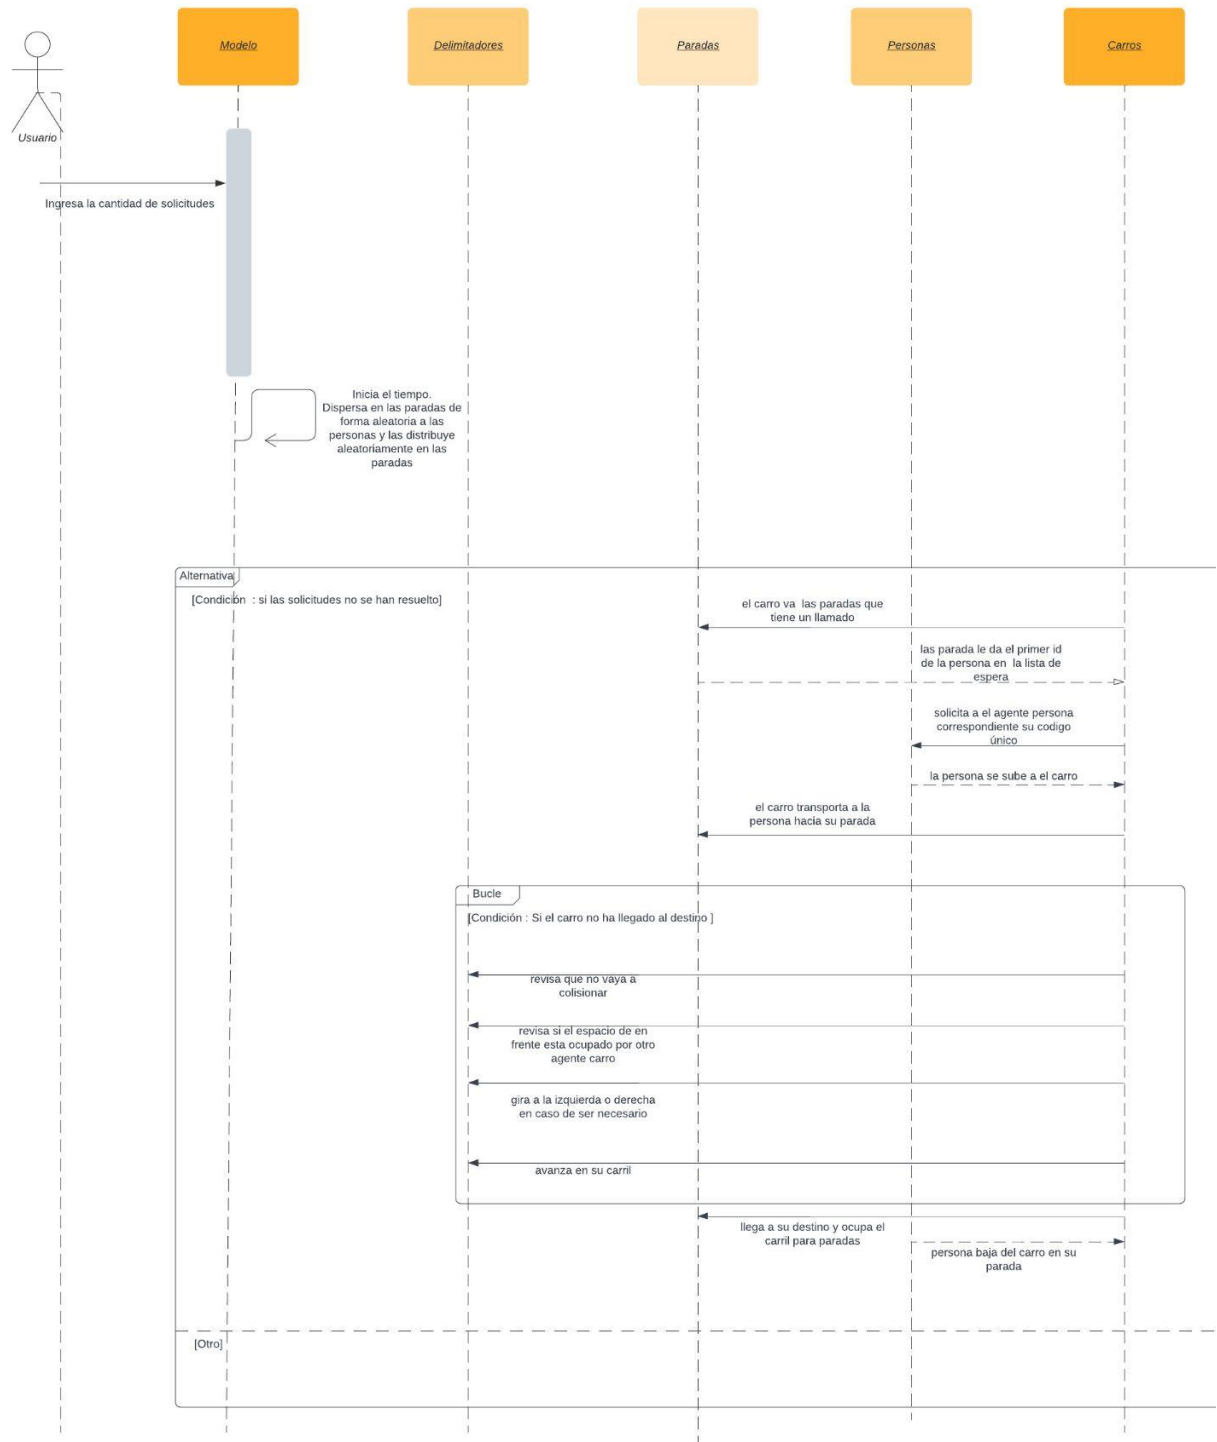 Modelo
Delimitadores
Paradas
Personas
Carros
Usuario
Ingresa la cantidad de solicitudes
Inicia el tiempo.
Dispersa en las paradas de
forma aleatoria a las
personas y las distribuye
aleatoriamente en las
paradas
Alternativa
[Condición : si las solicitudes no se han resuelto]
el carro va las paradas que
tiene un llamado
las parada le da el primer id
de la persona en la lista de
espera
solicita a el agente persona
correspondiente su codigo
único
la persona se sube a el carro
el carro transporta a la
persona hacia su parada
Bucle
[Condición : Si el carro no ha llegado al destino ]
revisa que no vaya a
colisionar
revisa si el espacio de en
frente esta ocupado por otro
agente carro
gira a la izquierda o derecha
en caso de ser necesario
avanza en su carril
llega a su destino y ocupa el
carril para paradas
persona baja del carro en su
parada
[Otro]